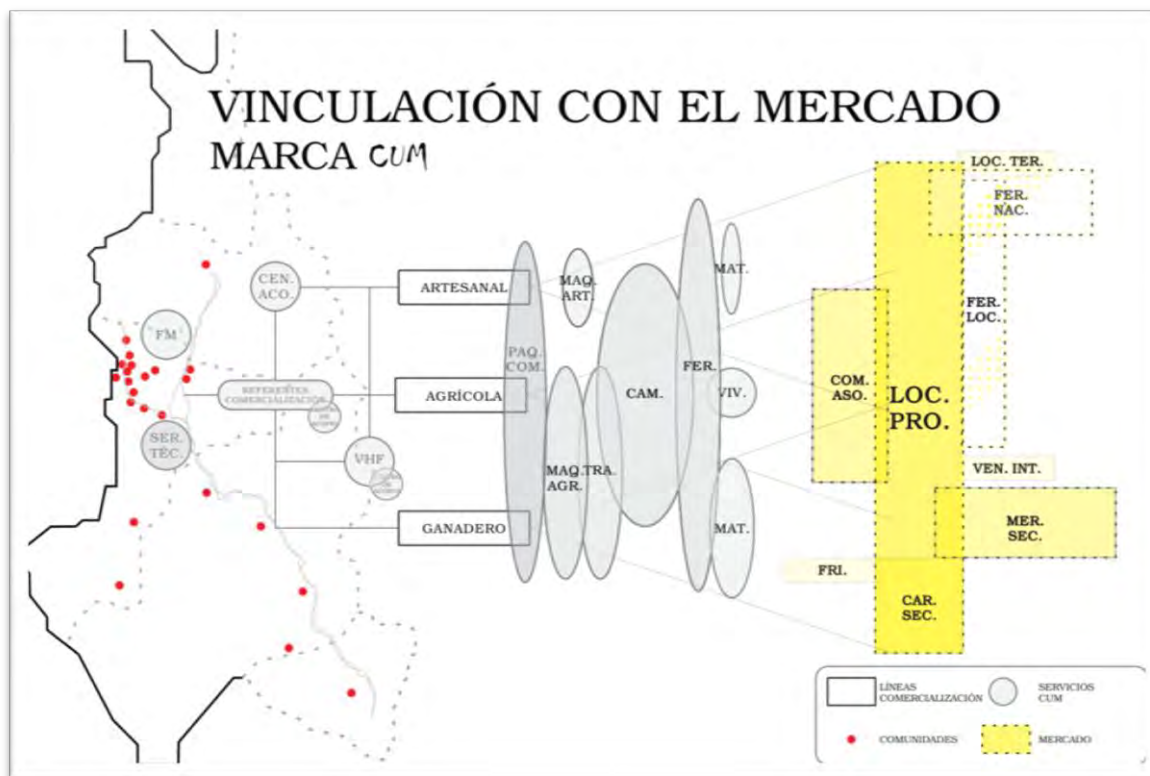 VINCULACIÓN CON EL MERCADO
MARCA CUM
CEN.
ACO.
FM
REFERENTES
COMERCIALIZACIÓN
SER.
TÉC.
VHF
ARTESANAL
AGRÍCOLA
GANADERO
PAQ.
COM.
MAQ.
ART.
MAQ.
AGR.
TRA.
CAM.
FER.
MAT.
VIV.
MAT.
LOC. TER.
FER.
NAC.
FER.
LOC.
COM.
ASO.
LOC.
PRO.
VEN. INT.
MER.
SEC.
FRI.
CAR.
SEC.
LÍNEAS
COMERCIALIZACIÓN
SERVICIOS
CUM
COMUNIDADES
MERCADO